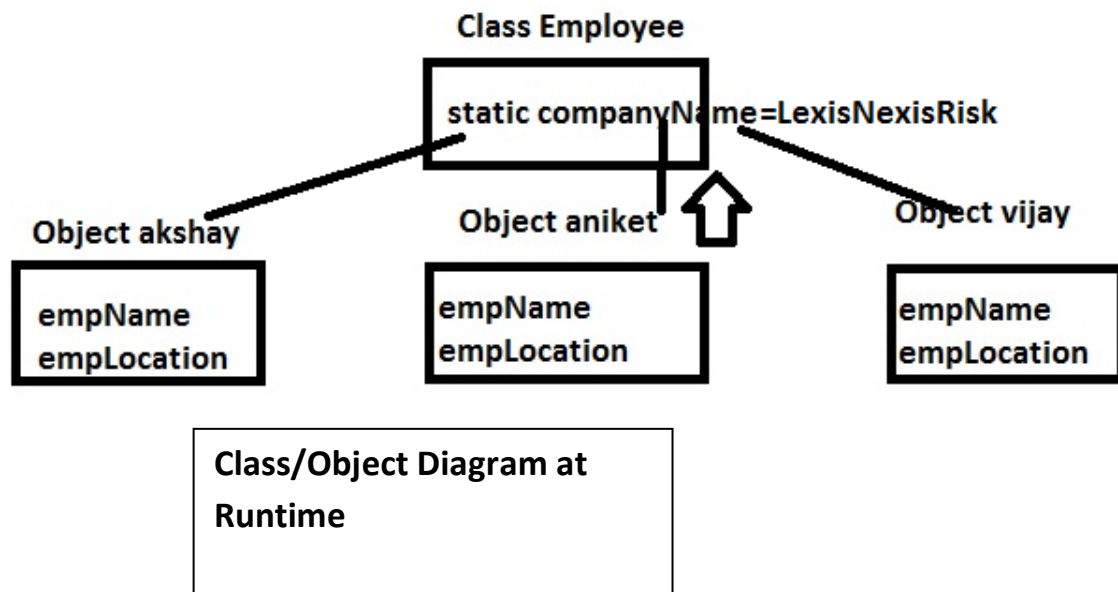 Class Employee
static companyName=LexisNexisRisk
Object akshay
Object aniket
Object vijay
empName
empLocation
empName
empLocation
empName
empLocation
Class/Object Diagram at
Runtime